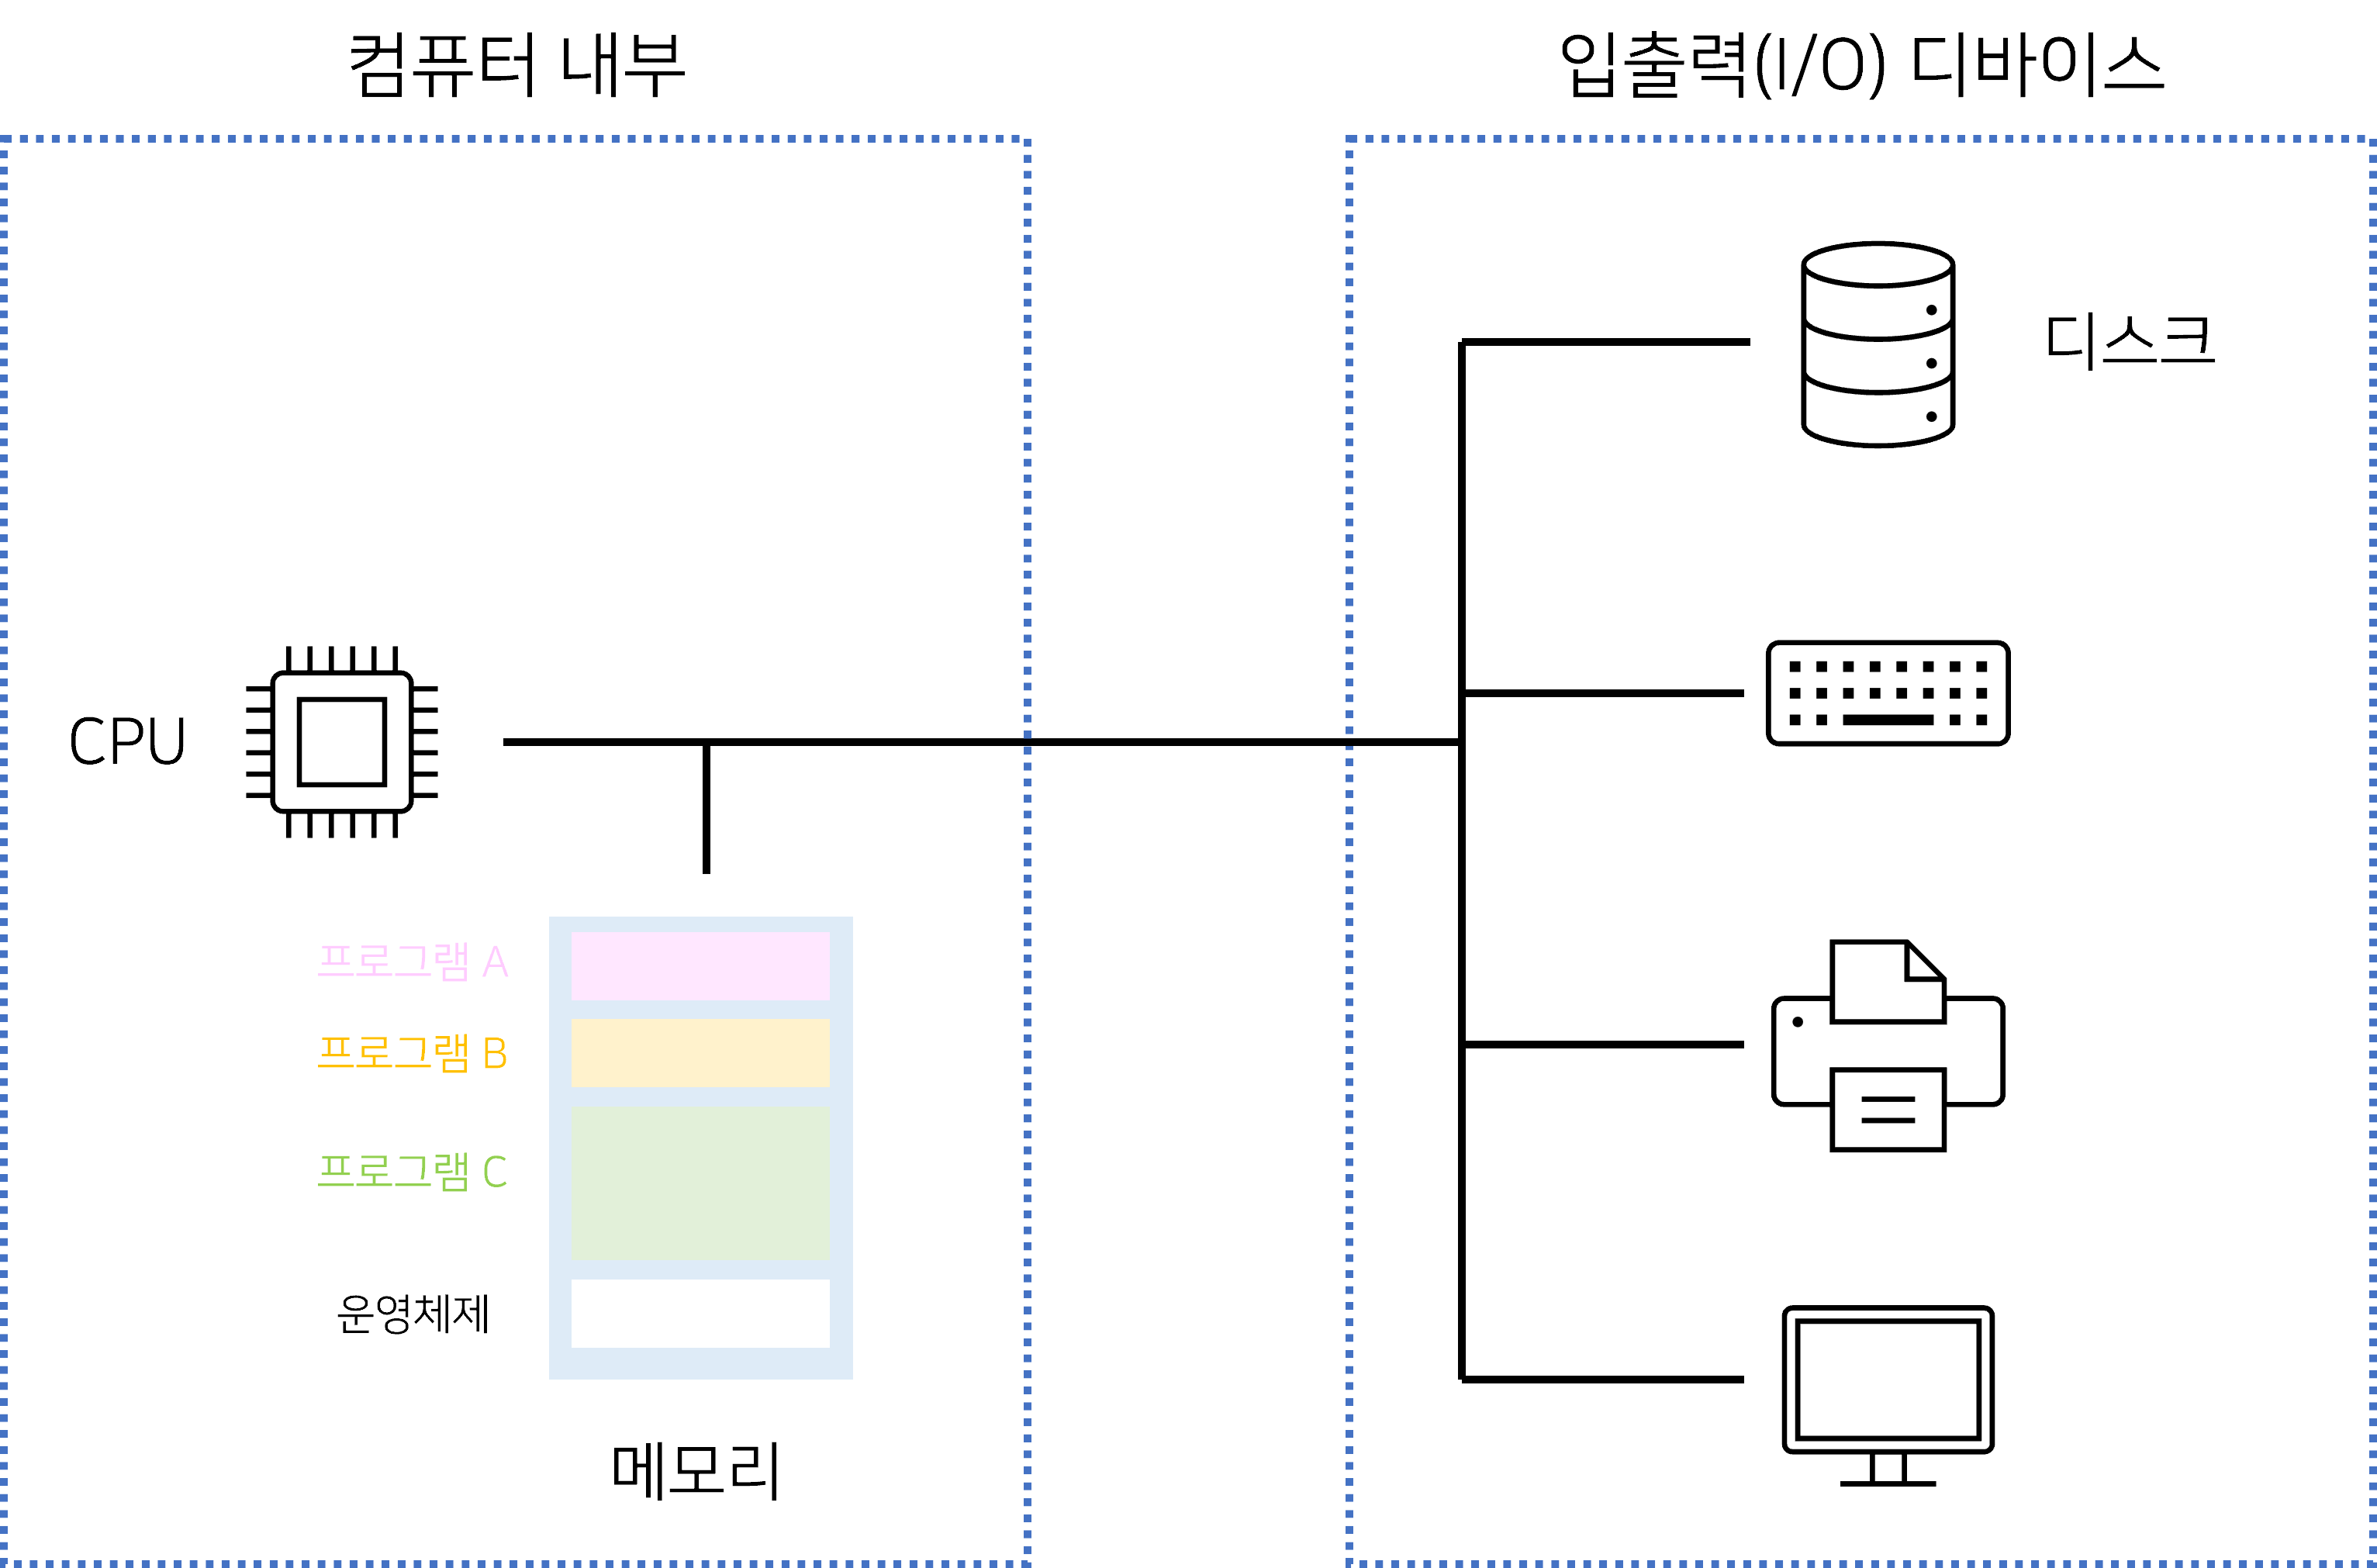 컴퓨터 내부
입출력(I/O) 디바이스
디스크
CPU
프로그램 A
프로그램 B
프로그램 C
운영체제
메모리